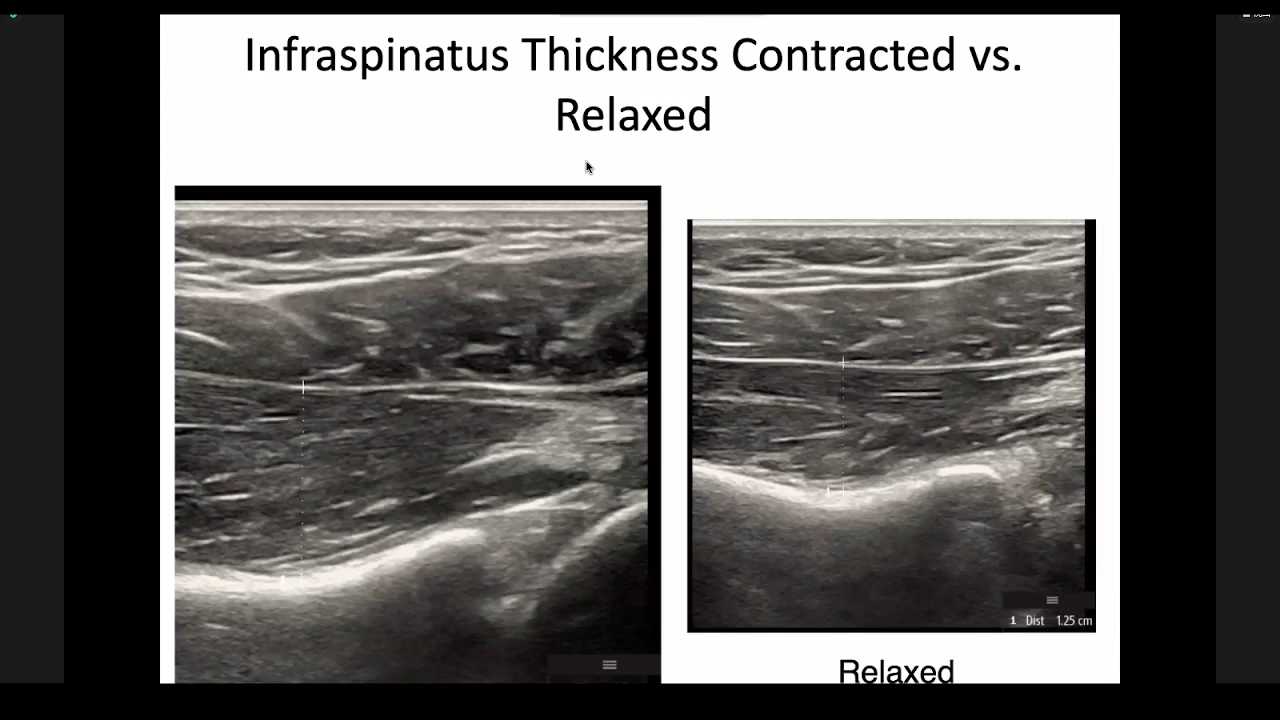 Infraspinatus Thickness Contracted vs.
Relaxed
1 Dist 1.25 cm
Relaxed